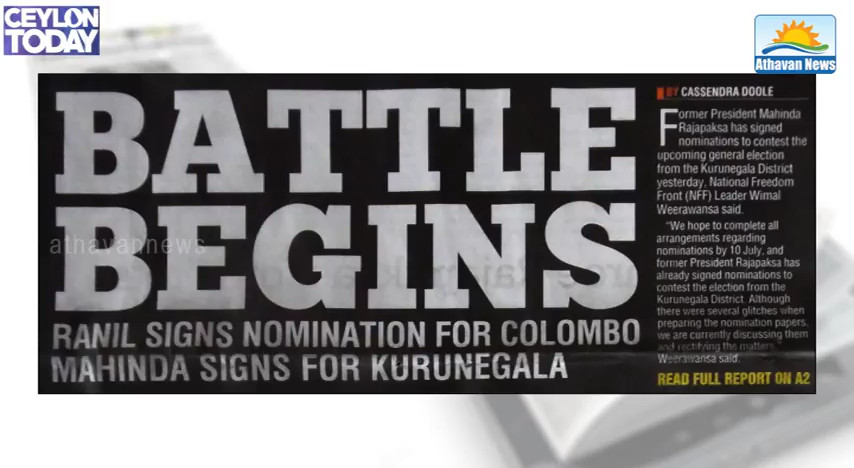 CEYLON
TODAY
Athavan News
BATTLE
BEGINS
athavannews
RANIL SIGNS NOMINATION FOR COLOMBO
MAHINDA SIGNS FOR KURUNEGALA
BY CASSENDRA DOOLE
Former President Mahinda
Rajapaksa has signed
nominations to contest the
upcoming general election
from the Kurunegala District
yesterday, National Freedom
Front (NFF) Leader Wimal
Weerawansa said.
"We hope to complete all
arrangements regarding
nominations by 10 July, and
former President Rajapaksa has
already signed nominations to
contest the election from the
Kurunegala District. Although
there were several glitches when
preparing the nomination papers,
we are currently discussing them
and rectifying the matters,"
Weerawansa said.
READ FULL REPORT ON A2